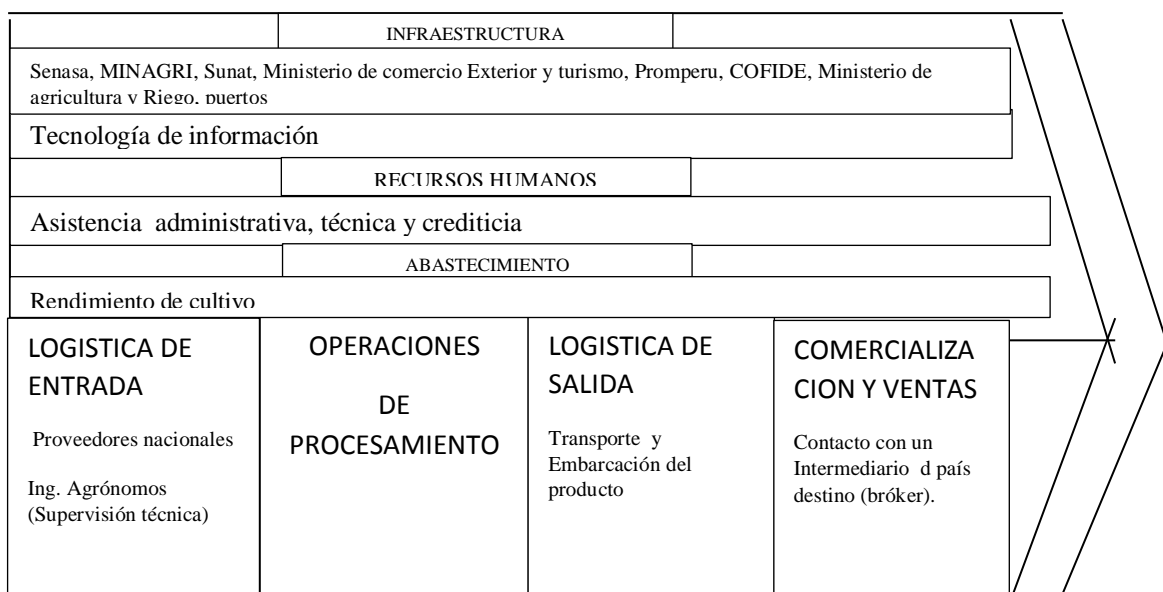 INFRAESTRUCTURA
Senasa, MINAGRI, Sunat, Ministerio de comercio Exterior y turismo, Promperu, COFIDE, Ministerio de
agricultura y Riego, puertos
Tecnología de información
RECURSOS HUMANOS
Asistencia administrativa, técnica y crediticia
ABASTECIMIENTO
Rendimiento de cultivo
LOGISTICA DE
ENTRADA
Proveedores nacionales
Ing. Agrónomos
(Supervisión técnica)
OPERACIONES
DE
PROCESAMIENTO
LOGISTICA DE
SALIDA
Transporte y
Embarcación del
producto
COMERCIALIZA
CION Y VENTAS
Contacto con un
Intermediario d país
destino (bróker).